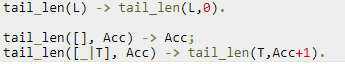 tail_len(L) -> tail_len(L,0).
tail_len([], Acc) -> Acc;
tail_len([_|T], Acc) -> tail_len(T,Acc+1).